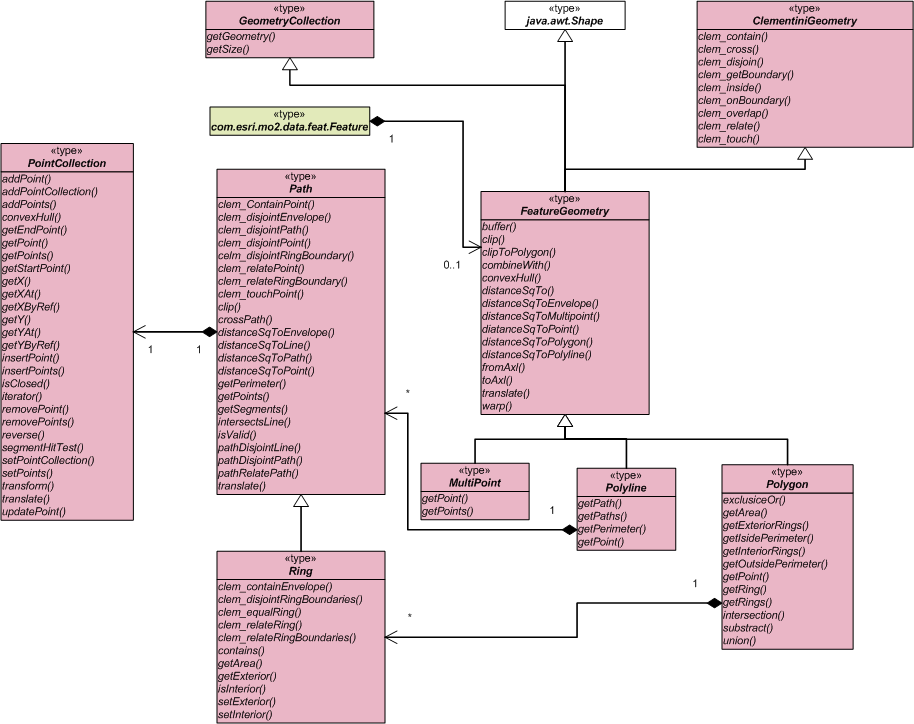 «type»
GeometryCollection
getGeometry()
getSize()
«type»
java.awt.Shape
«type»
ClementiniGeometry
clem_contain()
clem_cross()
clem_disjoin()
clem_getBoundary()
clem_inside()
clem_onBoundary()
clem_overlap()
clem_relate()
clem_touch()
«type»
com.esri.mo2.data.feat.Feature
1
0..1
«type»
PointCollection
addPoint()
addPointCollection()
addPoints()
convexHull()
getEndPoint()
getPoint()
getPoints()
getStartPoint()
getX()
getXAt()
getXByRef()
getY()
getYAt()
getYByRef()
insertPoint()
insertPoints()
isClosed()
iterator()
removePoint()
removePoints()
reverse()
segmentHitTest()
setPointCollection()
setPoints()
transform()
translate()
updatePoint()
1
1
«type»
Path
clem_ContainPoint()
clem_disjointEnvelope()
clem_disjointPath()
clem_disjointPoint()
celm_disjointRingBoundary()
clem_relatePoint()
clem_relateRingBoundary()
clem_touchPoint()
clip()
crossPath()
distanceSqToEnvelope()
distanceSqToLine()
distanceSqToPath()
distanceSqToPoint()
getPerimeter()
getPoints()
getSegments()
intersectsLine()
isValid()
pathDisjointLine()
pathDisjointPath()
pathRelatePath()
translate()
«type»
FeatureGeometry
buffer()
clip()
clipToPolygon()
combineWith()
convexHull()
distanceSqTo()
distanceSqToEnvelope()
distanceSqToMultipoint()
diatanceSqToPoint()
distanceSqToPolygon()
distanceSqToPolyline()
fromAxl()
toAxl()
translate()
warp()
*
1
«type»
MultiPoint
getPoint()
getPoints()
«type»
Polyline
getPath()
getPaths()
getPerimeter()
getPoint()
«type»
Polygon
exclusiceOr()
getArea()
getExteriorRings()
getIsidePerimeter()
getInteriorRings()
getOutsidePerimeter()
getPoint()
getRing()
getRings()
intersection()
substract()
union()
1
*
«type»
Ring
clem_containEnvelope()
clem_disjointRingBoundaries()
clem_equalRing()
clem_relateRing()
clem_relateRingBoundaries()
contains()
getArea()
getExterior()
isInterior()
setExterior()
setInterior()